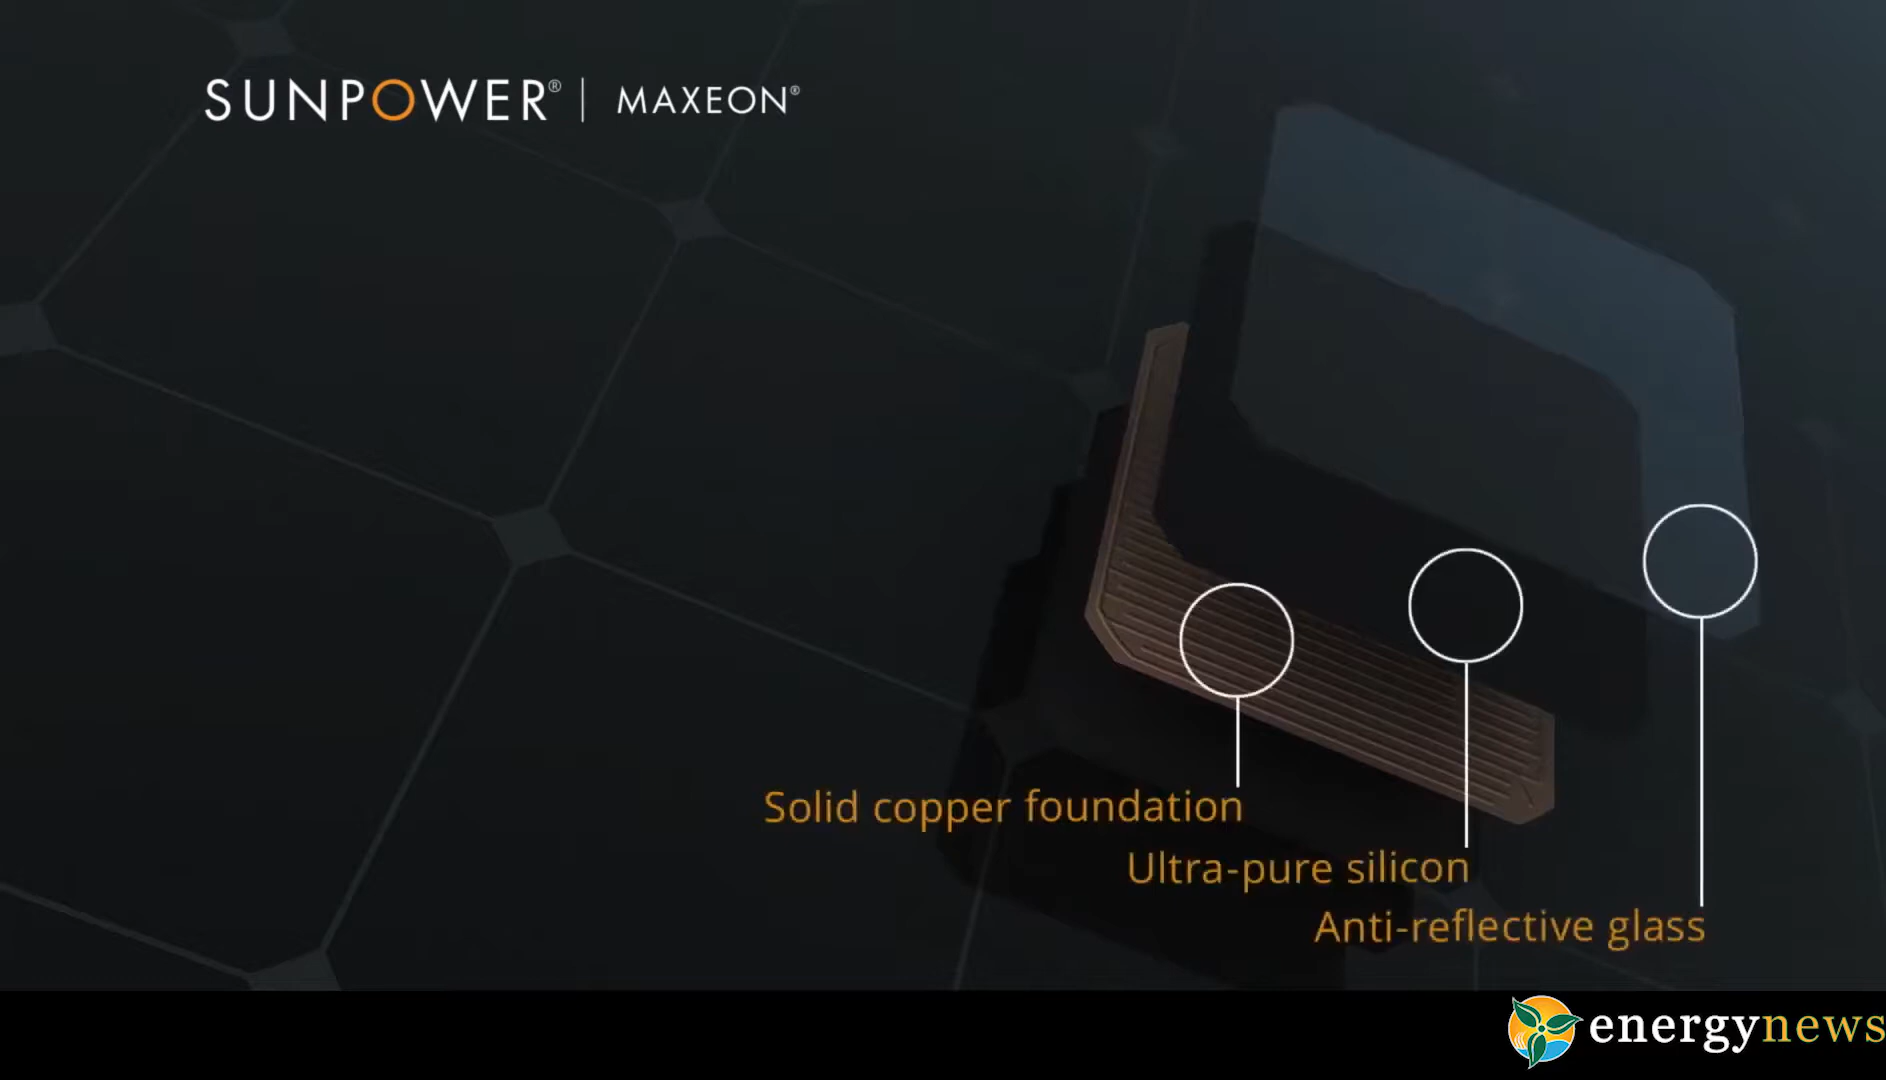 SUNPOWER® | MAXEON®
Solid copper foundation
Ultra-pure silicon
Anti-reflective glass
energynews